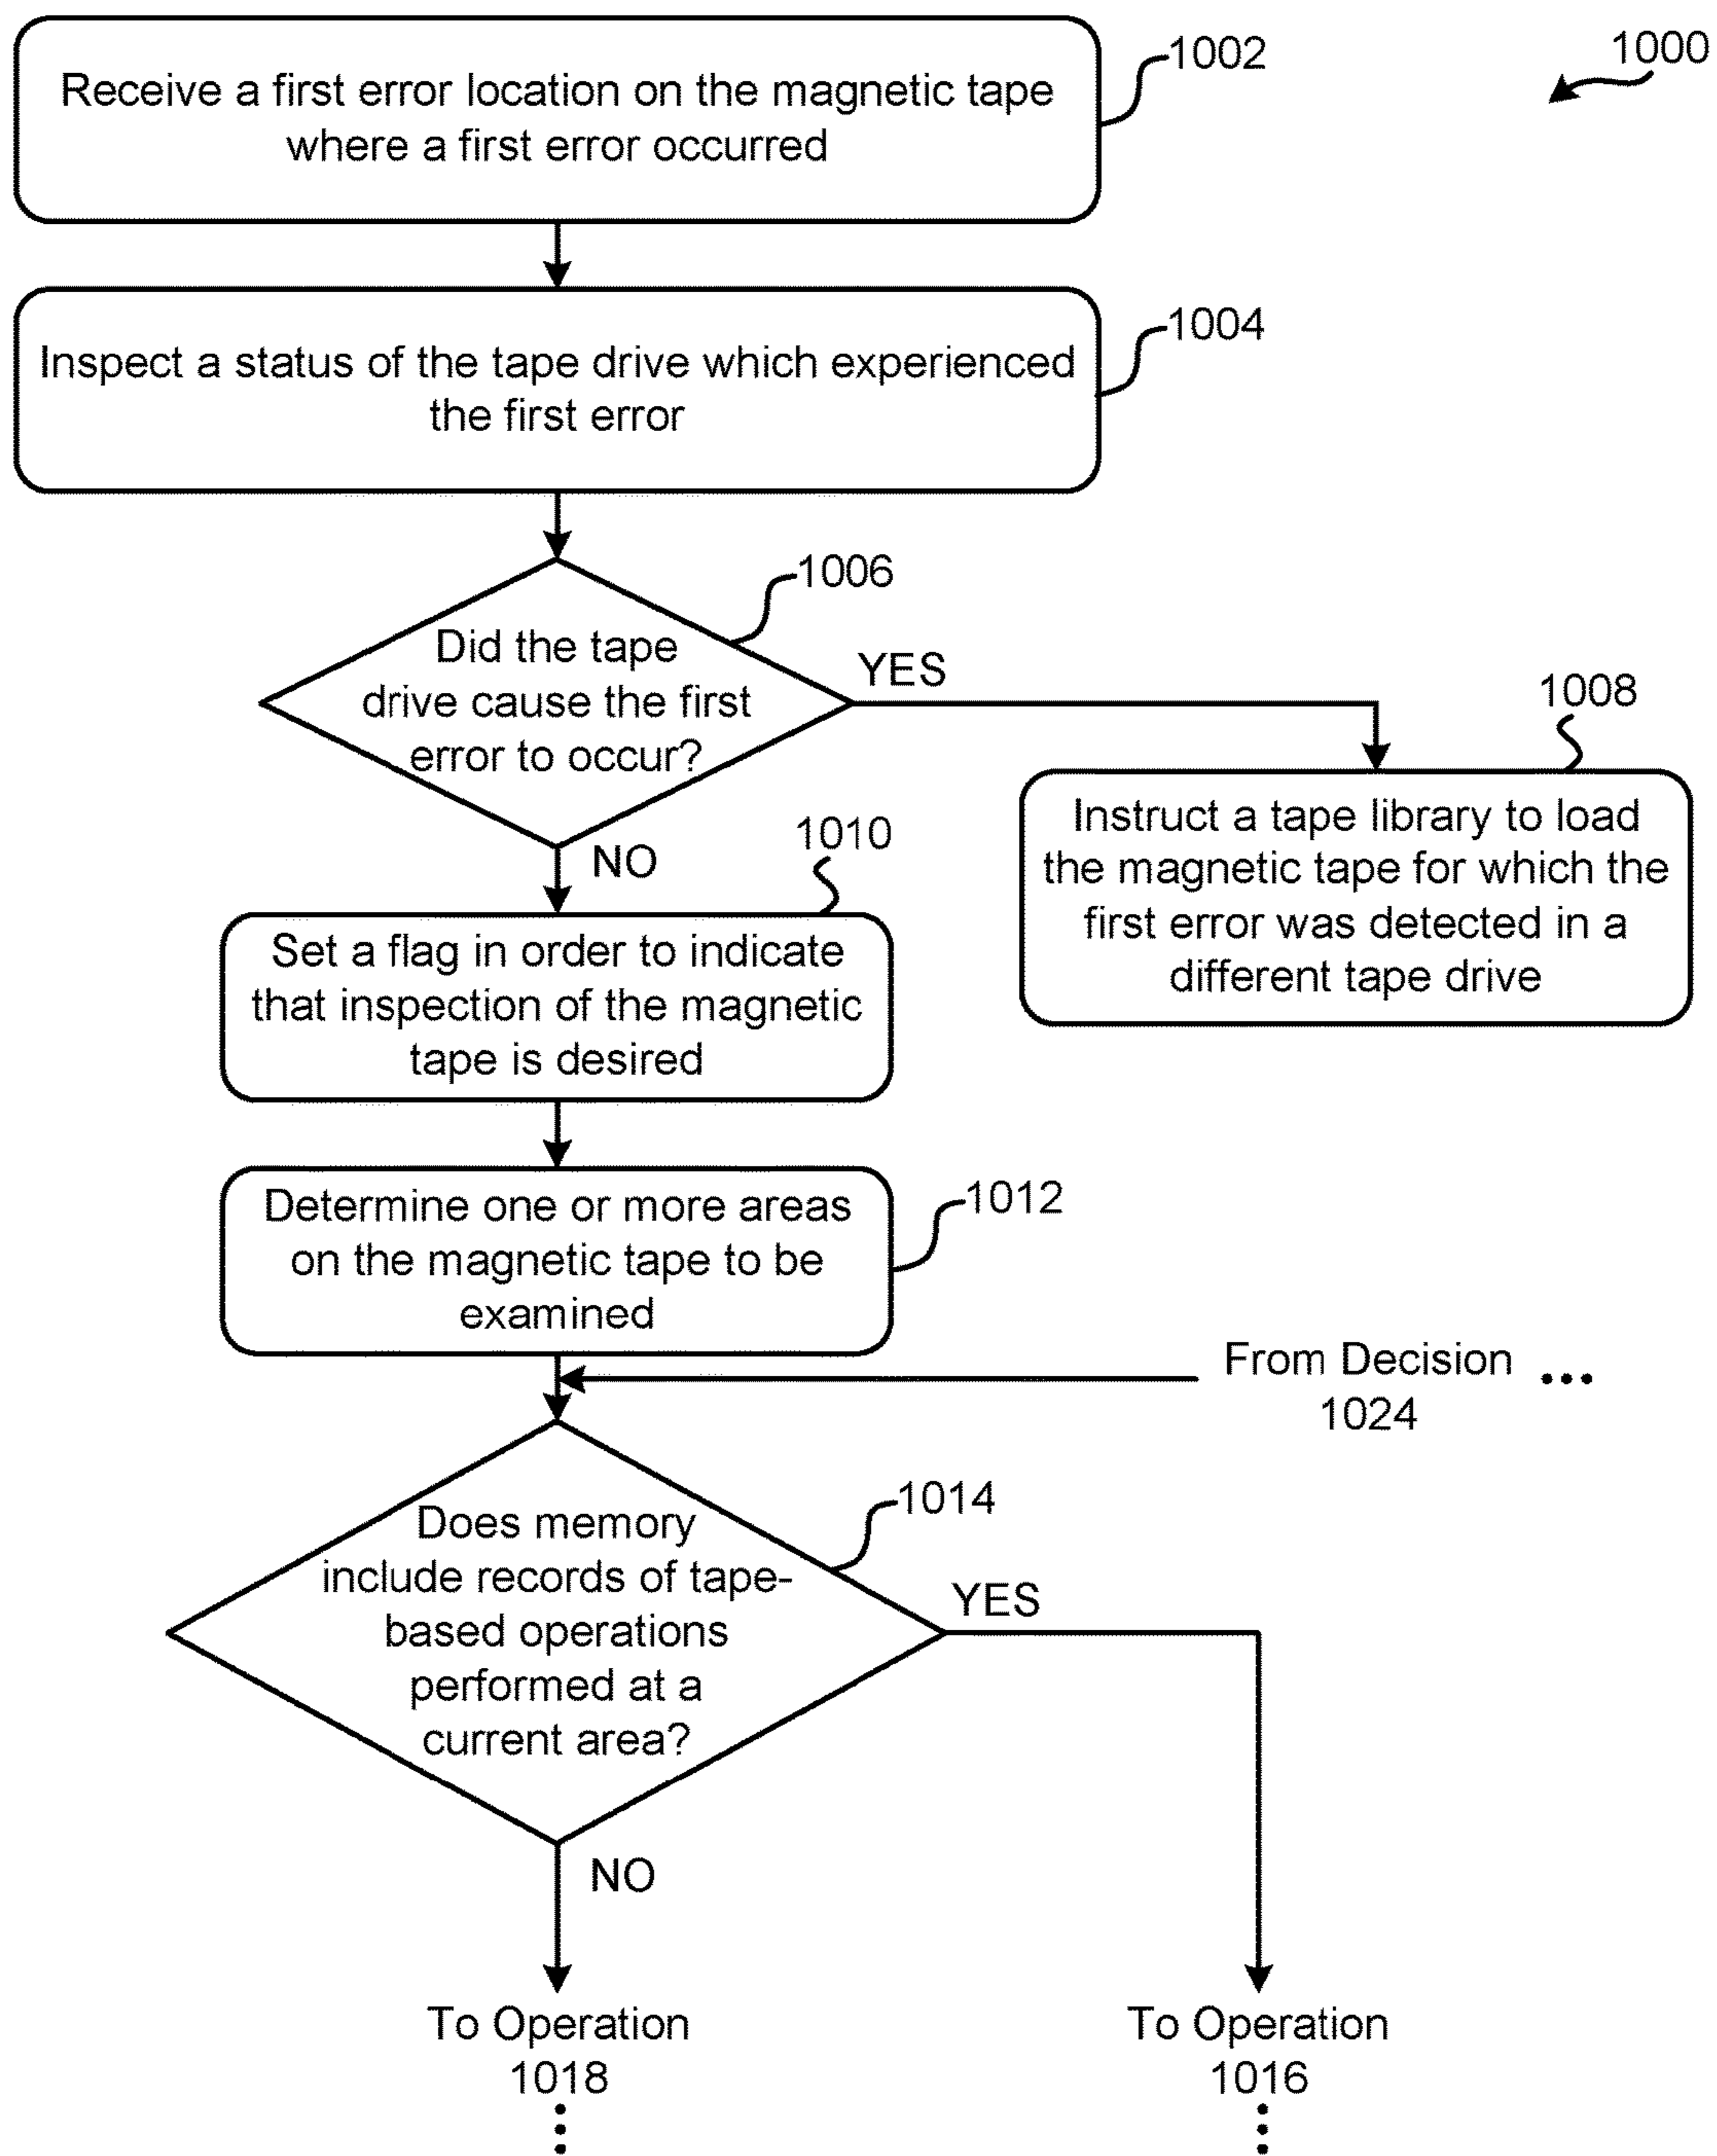 1000
1002
Receive a first error location on the magnetic tape
where a first error occurred
1004
Inspect a status of the tape drive which experienced
the first error
1006
Did the tape
drive cause the first
error to occur?
YES
1008
Instruct a tape library to load
the magnetic tape for which the
first error was detected in a
different tape drive
NO
1010
Set a flag in order to indicate
that inspection of the magnetic
tape is desired
1012
Determine one or more areas
on the magnetic tape to be
examined
From Decision •••
1024
1014
Does memory
include records of tape-
based operations
performed at a
current area?
YES
NO
To Operation
1018
To Operation
1016